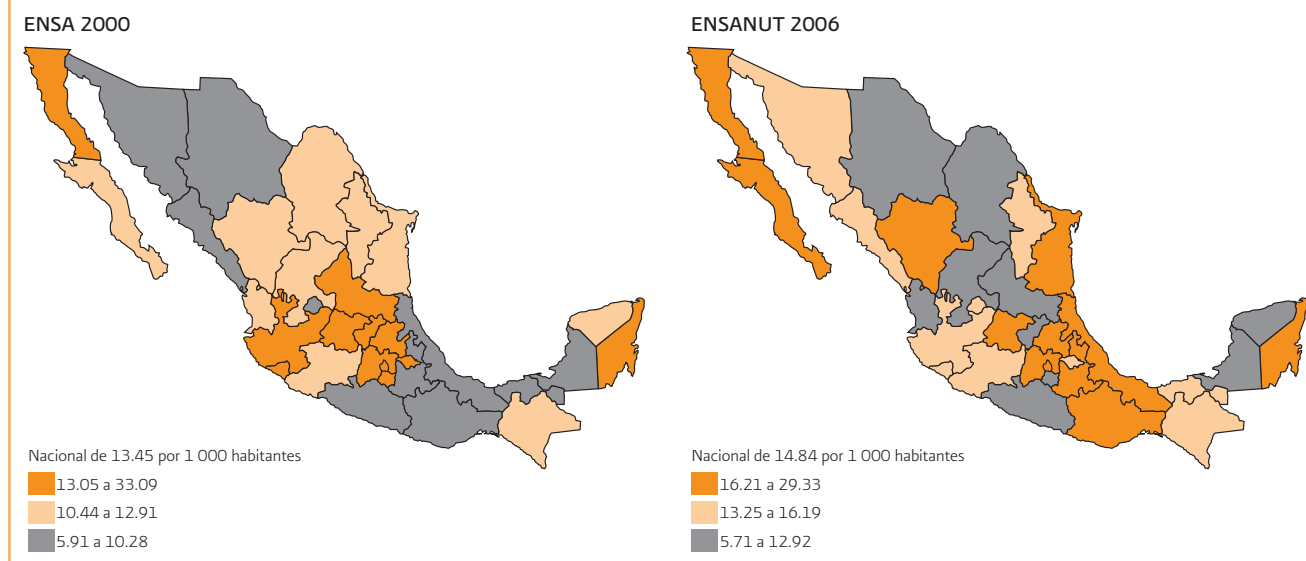 ENSA 2000
Nacional de 13.45 por 1 000 habitantes
13.05 a 33.09
10.44 a 12.91
5.91 a 10.28
ENSANUT 2006
Nacional de 14.84 por 1 000 habitantes
16.21 a 29.33
13.25 a 16.19
5.71 a 12.92